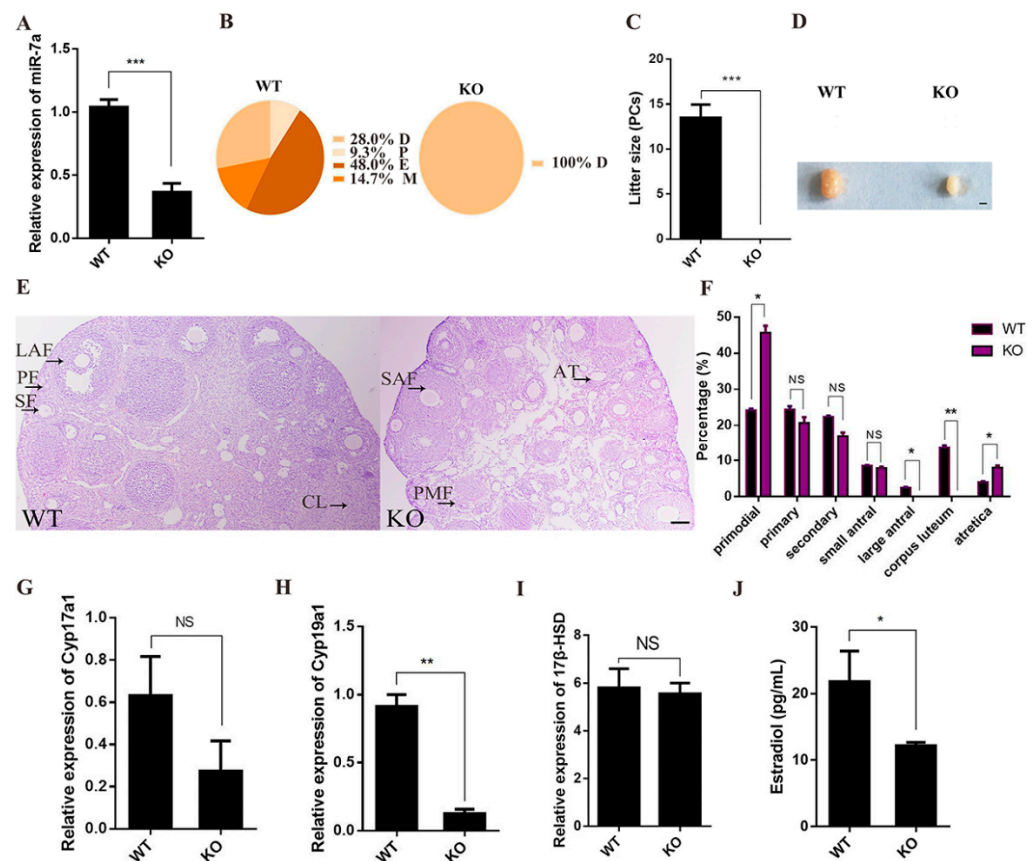 A
Relative expression of miR-7a
1.5
1.0
0.5
0.0
***
WT
KO
B
WT
28.0% D
9.3% P
48.0% E
14.7% M
KO
100% D
C
Litter size (PCs)
20
15
10
5
0
***
WT
KO
D
WT
KO
E
LAF
PF
SF
CL
WT
SAF
AT
PMF
KO
F
Percentage (%)
50
40
30
20
10
0
*
NS
NS
NS
*
**
*
WT
KO
primodial
primary
secondary
small antral
large antral
corpus luteum
atretica
G
Relative expression of Cyp17a1
1.0
0.8
0.6
0.4
0.2
0.0
NS
WT
KO
H
Relative expression of Cyp19a1
1.5
1.0
0.5
0.0
**
WT
KO
I
Relative expression of 17β-HSD
8
6
4
2
0
NS
WT
KO
J
Estradiol (pg/mL)
30
20
10
0
*
WT
KO